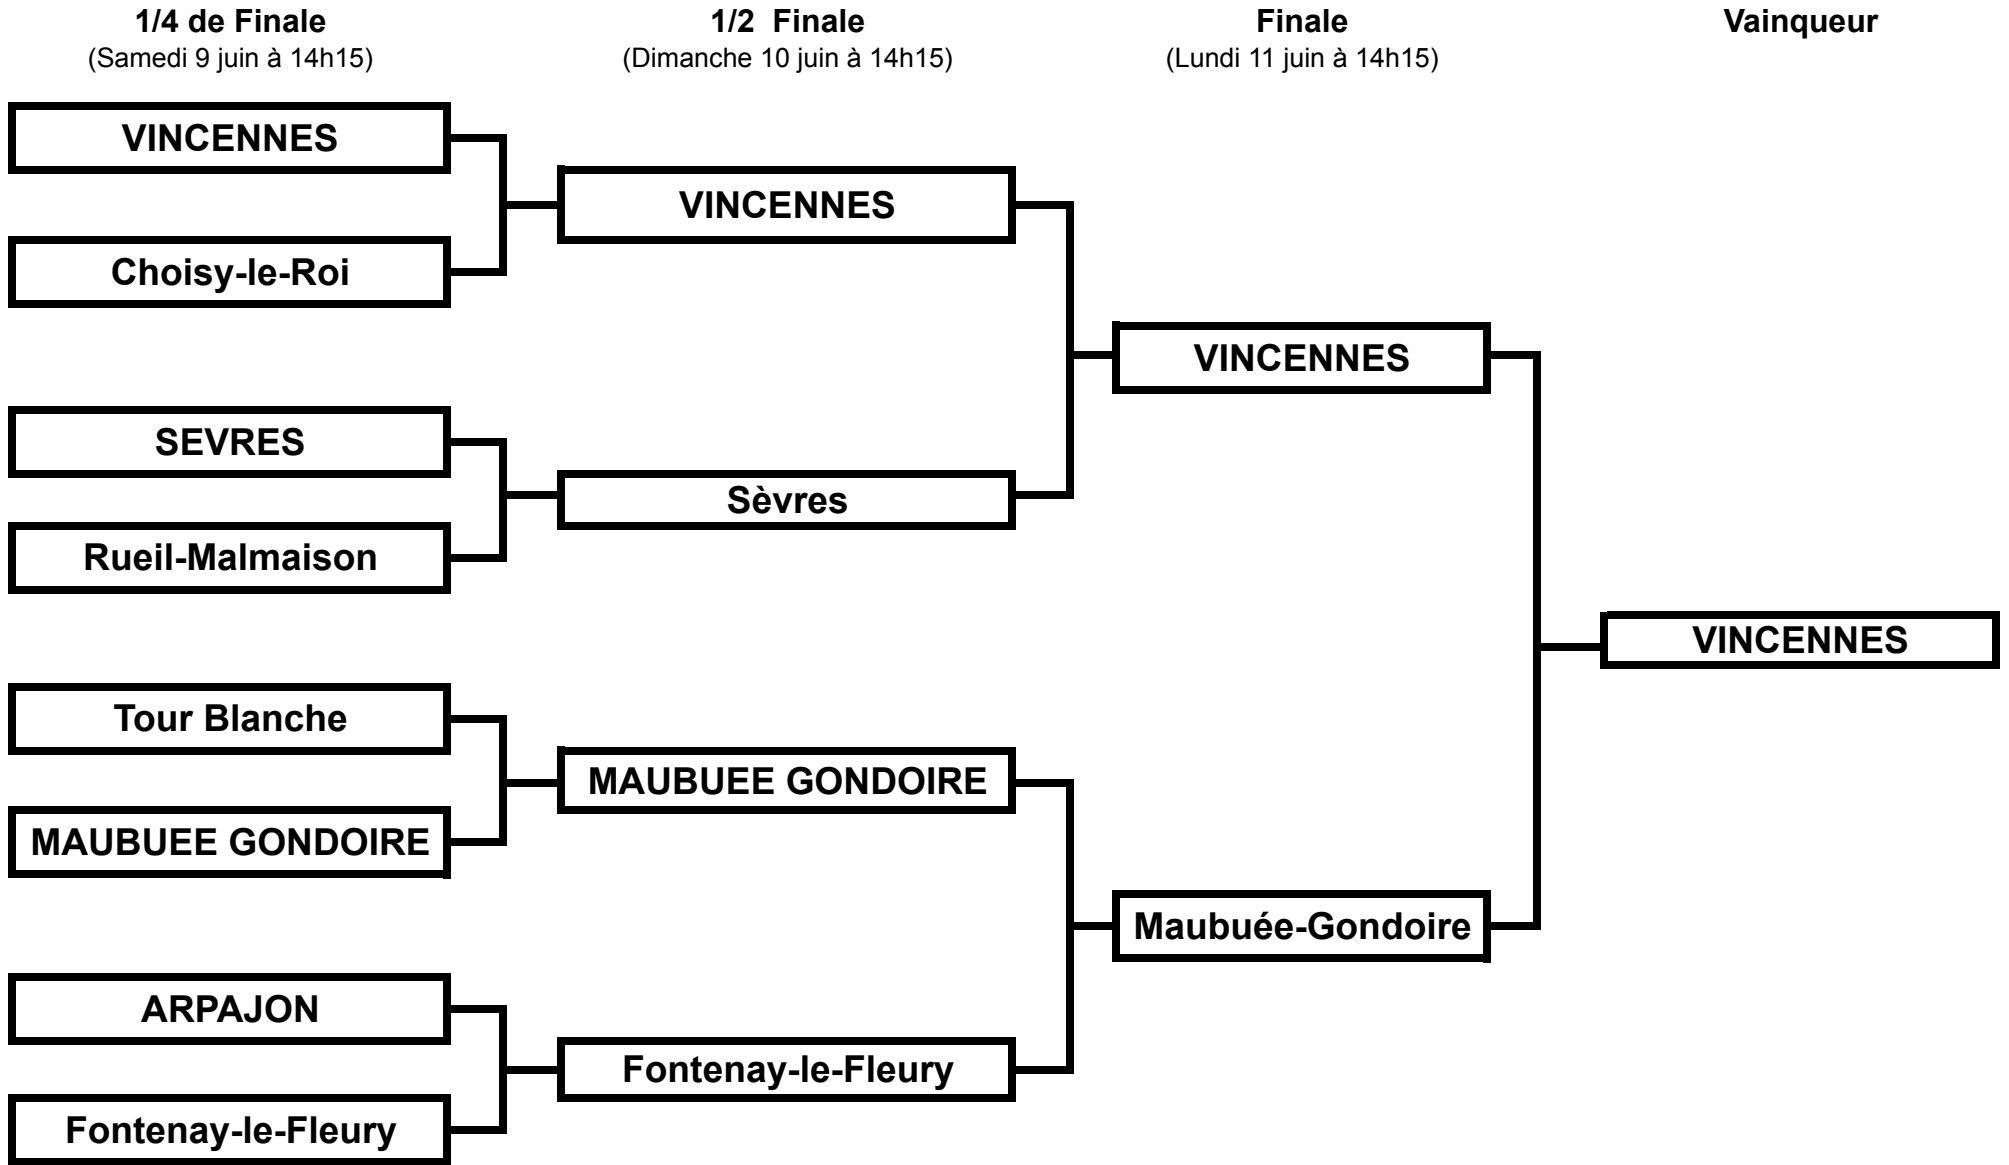 1/4 de Finale
(Samedi 9 juin à 14h15)
1/2 Finale
(Dimanche 10 juin à 14h15)
Finale
(Lundi 11 juin à 14h15)
Vainqueur
VINCENNES
Choisy-le-Roi
SEVRES
Rueil-Malmaison
Tour Blanche
MAUBUEE GONDOIRE
ARPAJON
Fontenay-le-Fleury
VINCENNES
Sèvres
MAUBUEE GONDOIRE
Fontenay-le-Fleury
VINCENNES
Maubuée-Gondoire
VINCENNES